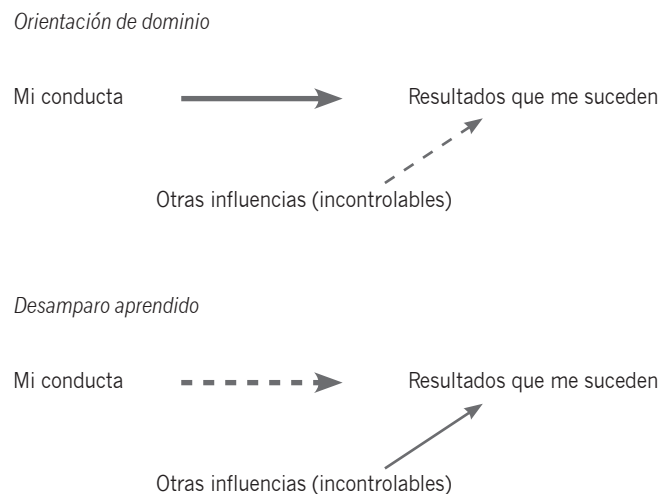 Orientación de dominio
Mi conducta
Resultados que me suceden
Otras influencias (incontrolables)
Desamparo aprendido
Mi conducta
Resultados que me suceden
Otras influencias (incontrolables)